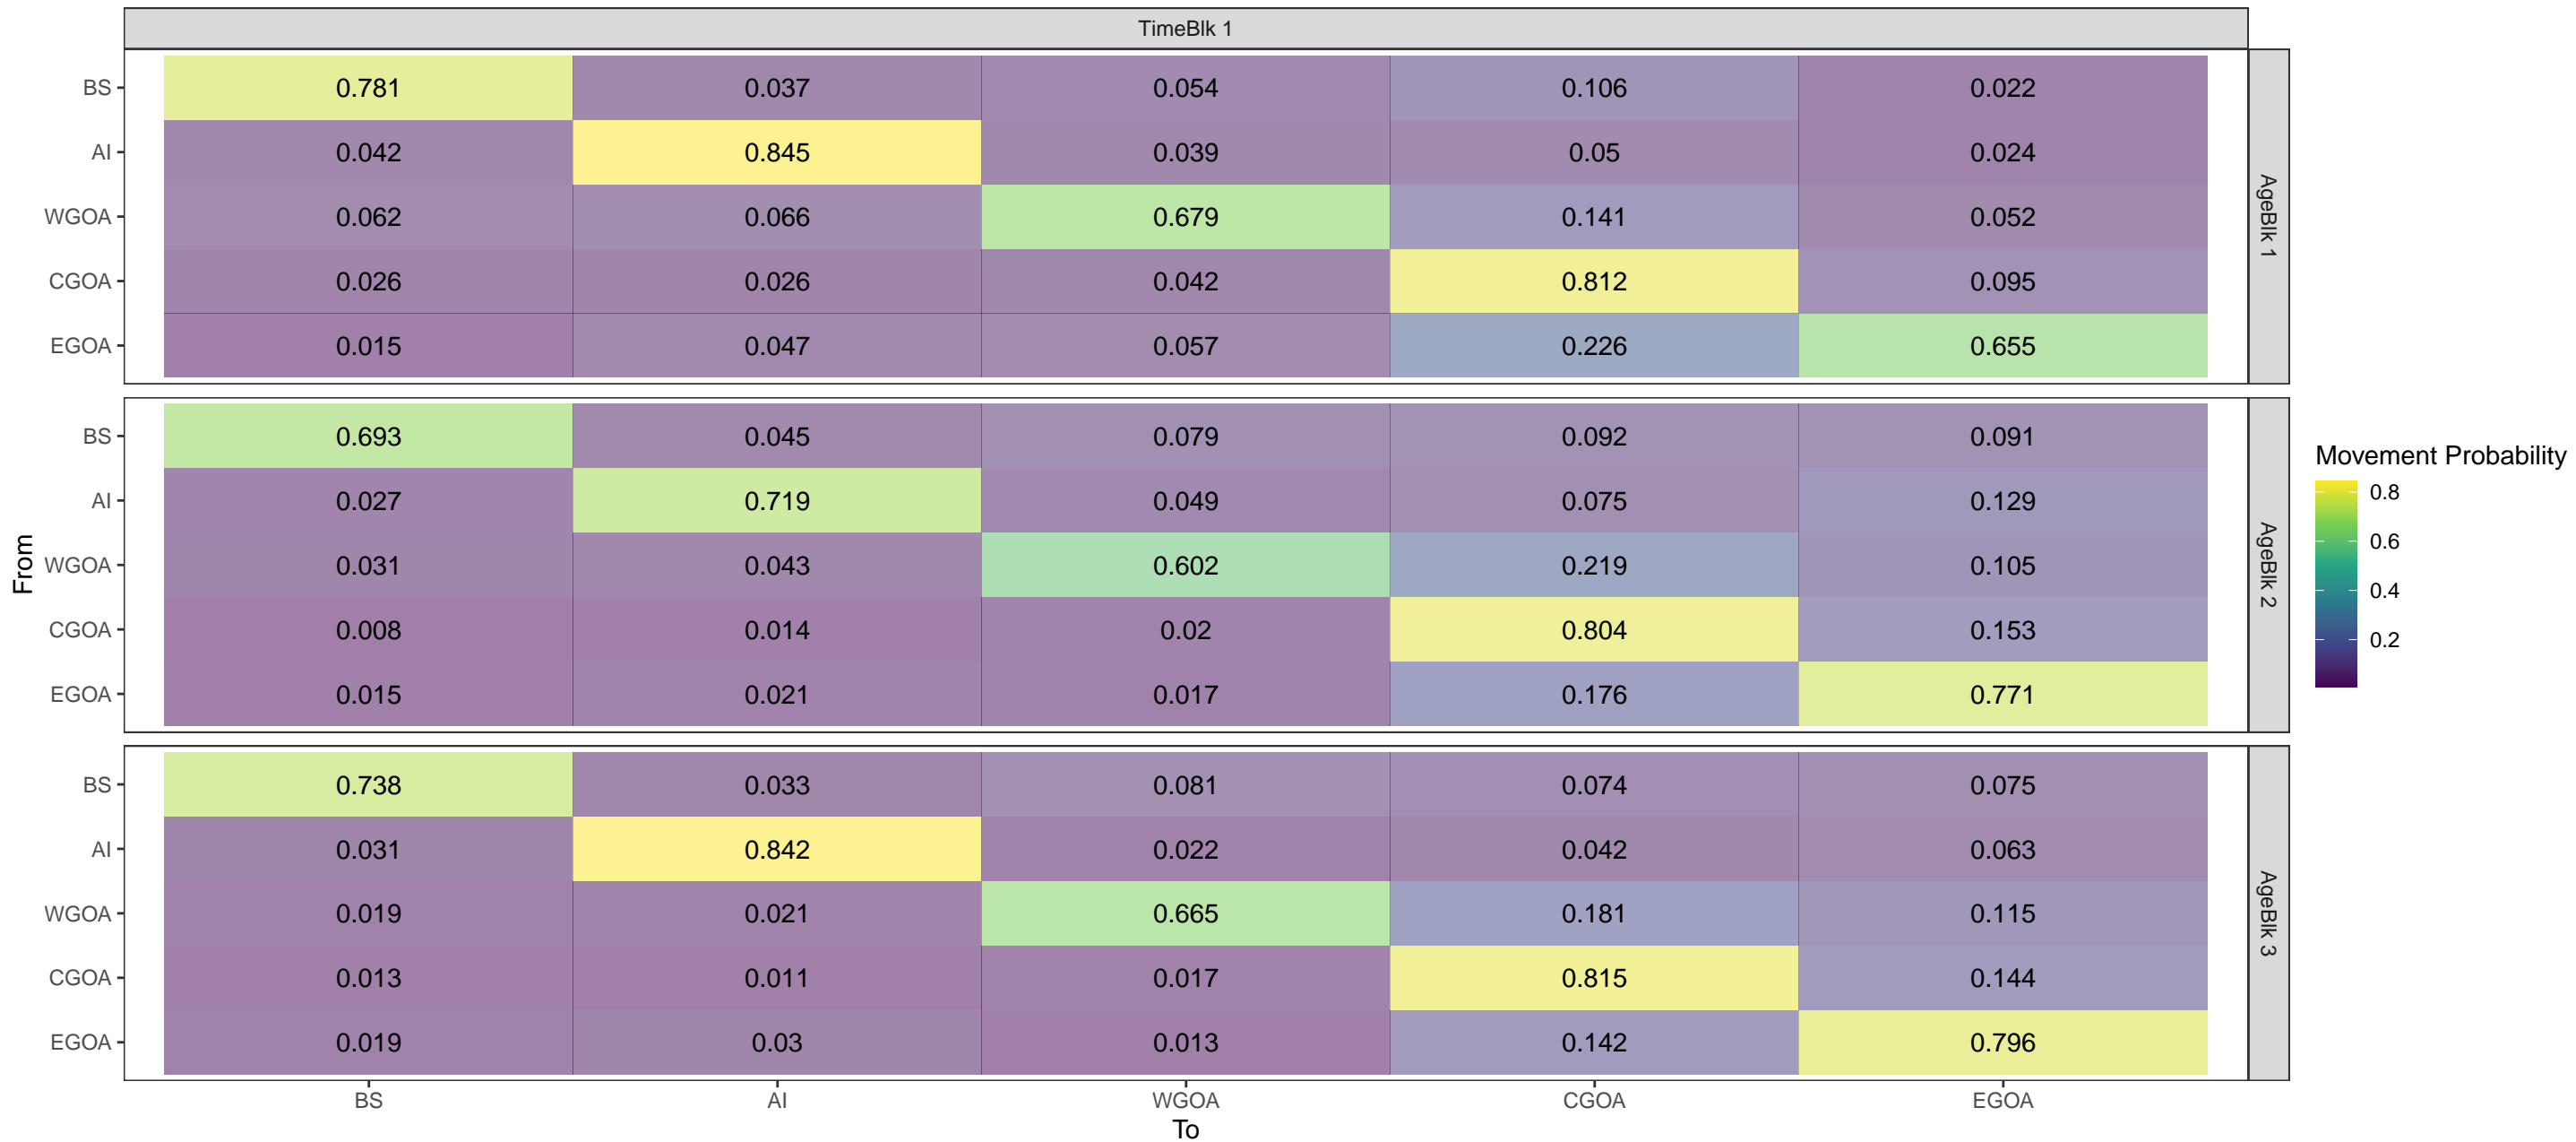 TimeBlk 1
BS 0.781 0.037 0.054 0.106 0.022
AI 0.042 0.845 0.039 0.05 0.024
WGOA 0.062 0.066 0.679 0.141 0.052
CGOA 0.026 0.026 0.042 0.812 0.095
EGOA 0.015 0.047 0.057 0.226 0.655
AgeBlk 1
BS 0.693 0.045 0.079 0.092 0.091
AI 0.027 0.719 0.049 0.075 0.129
WGOA 0.031 0.043 0.602 0.219 0.105
CGOA 0.008 0.014 0.02 0.804 0.153
EGOA 0.015 0.021 0.017 0.176 0.771
AgeBlk 2
BS 0.738 0.033 0.081 0.074 0.075
AI 0.031 0.842 0.022 0.042 0.063
WGOA 0.019 0.021 0.665 0.181 0.115
CGOA 0.013 0.011 0.017 0.815 0.144
EGOA 0.019 0.03 0.013 0.142 0.796
AgeBlk 3
BS AI WGOA CGOA EGOA
To
From
Movement Probability
0.8
0.6
0.4
0.2